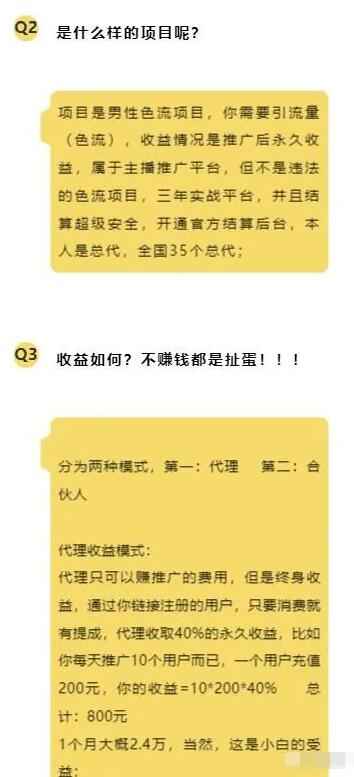 Q2
是什么样的项目呢？
项目是男性色流项目，你需要引流量
（色流），收益情况是推广后永久收
益，属于主播推广平台，但不是违法
的色流项目，三年实战平台，并且结
算超级安全，开通官方结算后台，本
人是总代，全国35个总代；
Q3
收益如何？不赚钱都是扯蛋！！！
分为两种模式，第一：代理 第二：合
伙人
代理收益模式：
代理只可以赚推广的费用，但是终身收
益，通过你链接注册的用户，只要消费就
有提成，代理收取40%的永久收益，比如
你每天推广10个用户而已，一个用户充值
200元，你的收益=10*200*40% 总
计：800元
1个月大概2.4万，当然，这是小白的受
益；